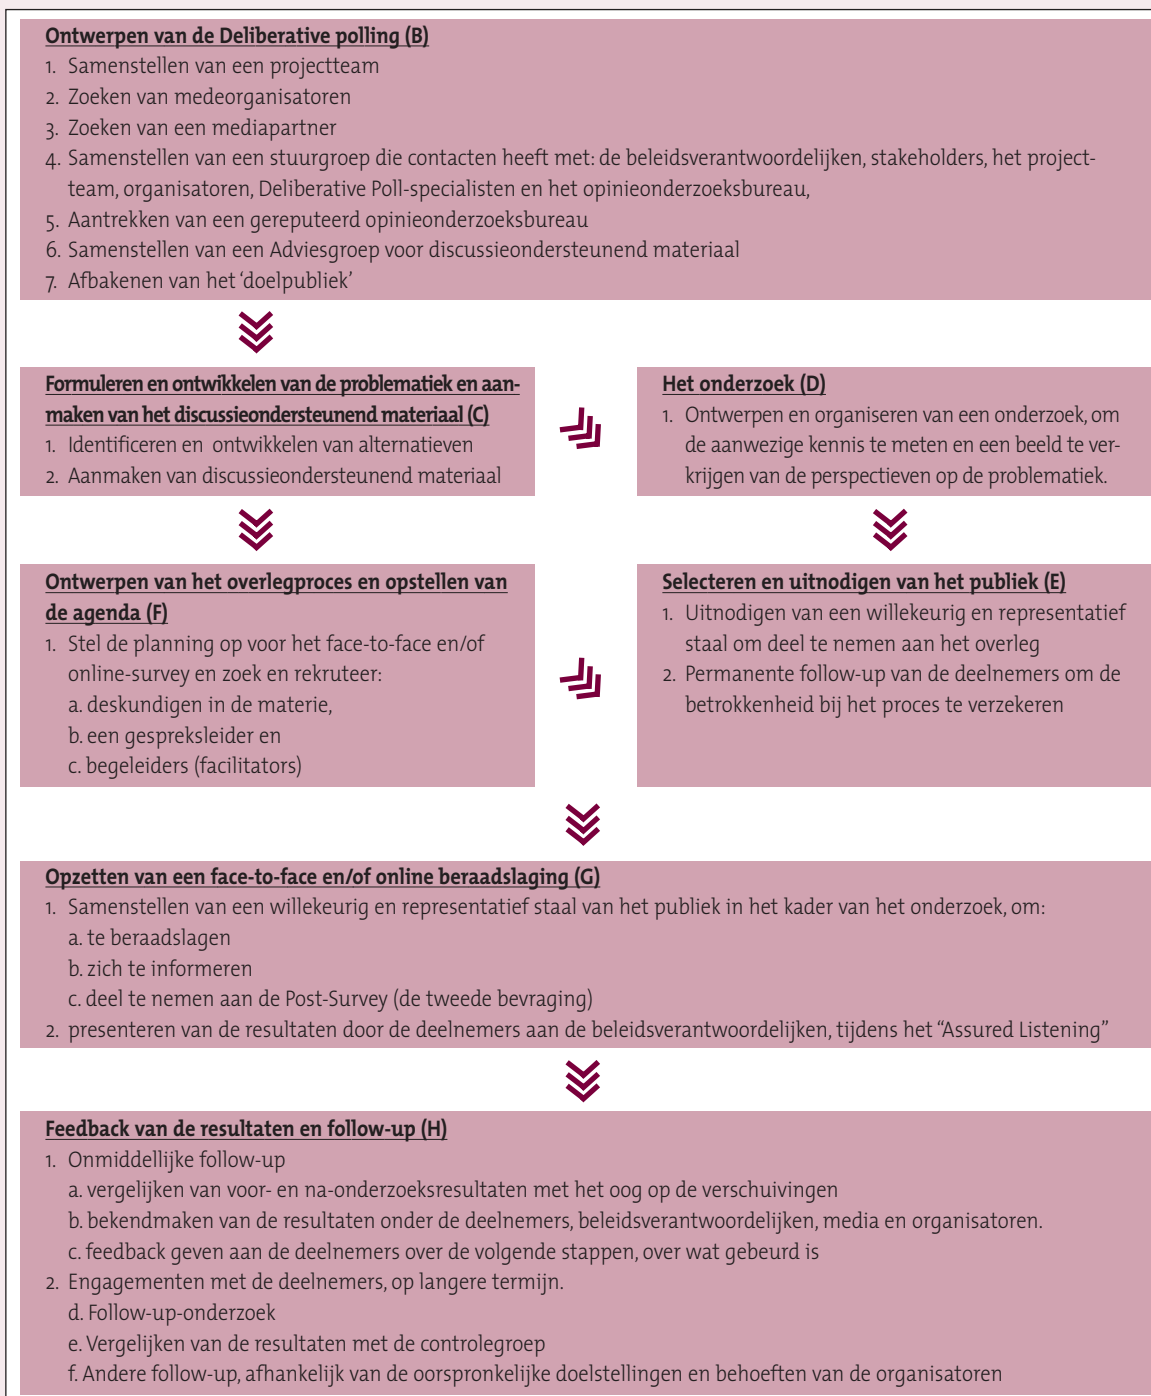 Ontwerpen van de Deliberative polling (B)
1. Samenstellen van een projectteam
2. Zoeken van medeorganisatoren
3. Zoeken van een mediapartner
4. Samenstellen van een stuurgroep die contacten heeft met: de beleidsverantwoordelijken, stakeholders, het project-
team, organisatoren, Deliberative Poll-specialisten en het opinieonderzoeksbureau,
5. Aantrekken van een gereputeerd opinieonderzoeksbureau
6. Samenstellen van een Adviesgroep voor discussieondersteunend materiaal
7. Afbakenen van het ‘doelpubliek’
Formuleren en ontwikkelen van de problematiek en aan-
maken van het discussieondersteunend materiaal (C)
1. Identificeren en ontwikkelen van alternatieven
2. Aanmaken van discussieondersteunend materiaal
Het onderzoek (D)
1. Ontwerpen en organiseren van een onderzoek, om
de aanwezige kennis te meten en een beeld te ver-
krijgen van de perspectieven op de problematiek.
Ontwerpen van het overlegproces en opstellen van
de agenda (F)
1. Stel de planning op voor het face-to-face en/of
online-survey en zoek en rekruteer:
a. deskundigen in de materie,
b. een gespreksleider en
c. begeleiders (facilitators)
Selecteren en uitnodigen van het publiek (E)
1. Uitnodigen van een willekeurig en representatief
staal om deel te nemen aan het overleg
2. Permanente follow-up van de deelnemers om de
betrokkenheid bij het proces te verzekeren
Opzetten van een face-to-face en/of online beraadslaging (G)
1. Samenstellen van een willekeurig en representatief staal van het publiek in het kader van het onderzoek, om:
a. te beraadslagen
b. zich te informeren
c. deel te nemen aan de Post-Survey (de tweede bevraging)
2. presenteren van de resultaten door de deelnemers aan de beleidsverantwoordelijken, tijdens het “Assured Listening”
Feedback van de resultaten en follow-up (H)
1. Onmiddellijke follow-up
a. vergelijken van voor- en na-onderzoeksresultaten met het oog op de verschuivingen
b. bekendmaken van de resultaten onder de deelnemers, beleidsverantwoordelijken, media en organisatoren.
c. feedback geven aan de deelnemers over de volgende stappen, over wat gebeurd is
2. Engagementen met de deelnemers, op langere termijn.
d. Follow-up-onderzoek
e. Vergelijken van de resultaten met de controlegroep
f. Andere follow-up, afhankelijk van de oorspronkelijke doelstellingen en behoeften van de organisatoren